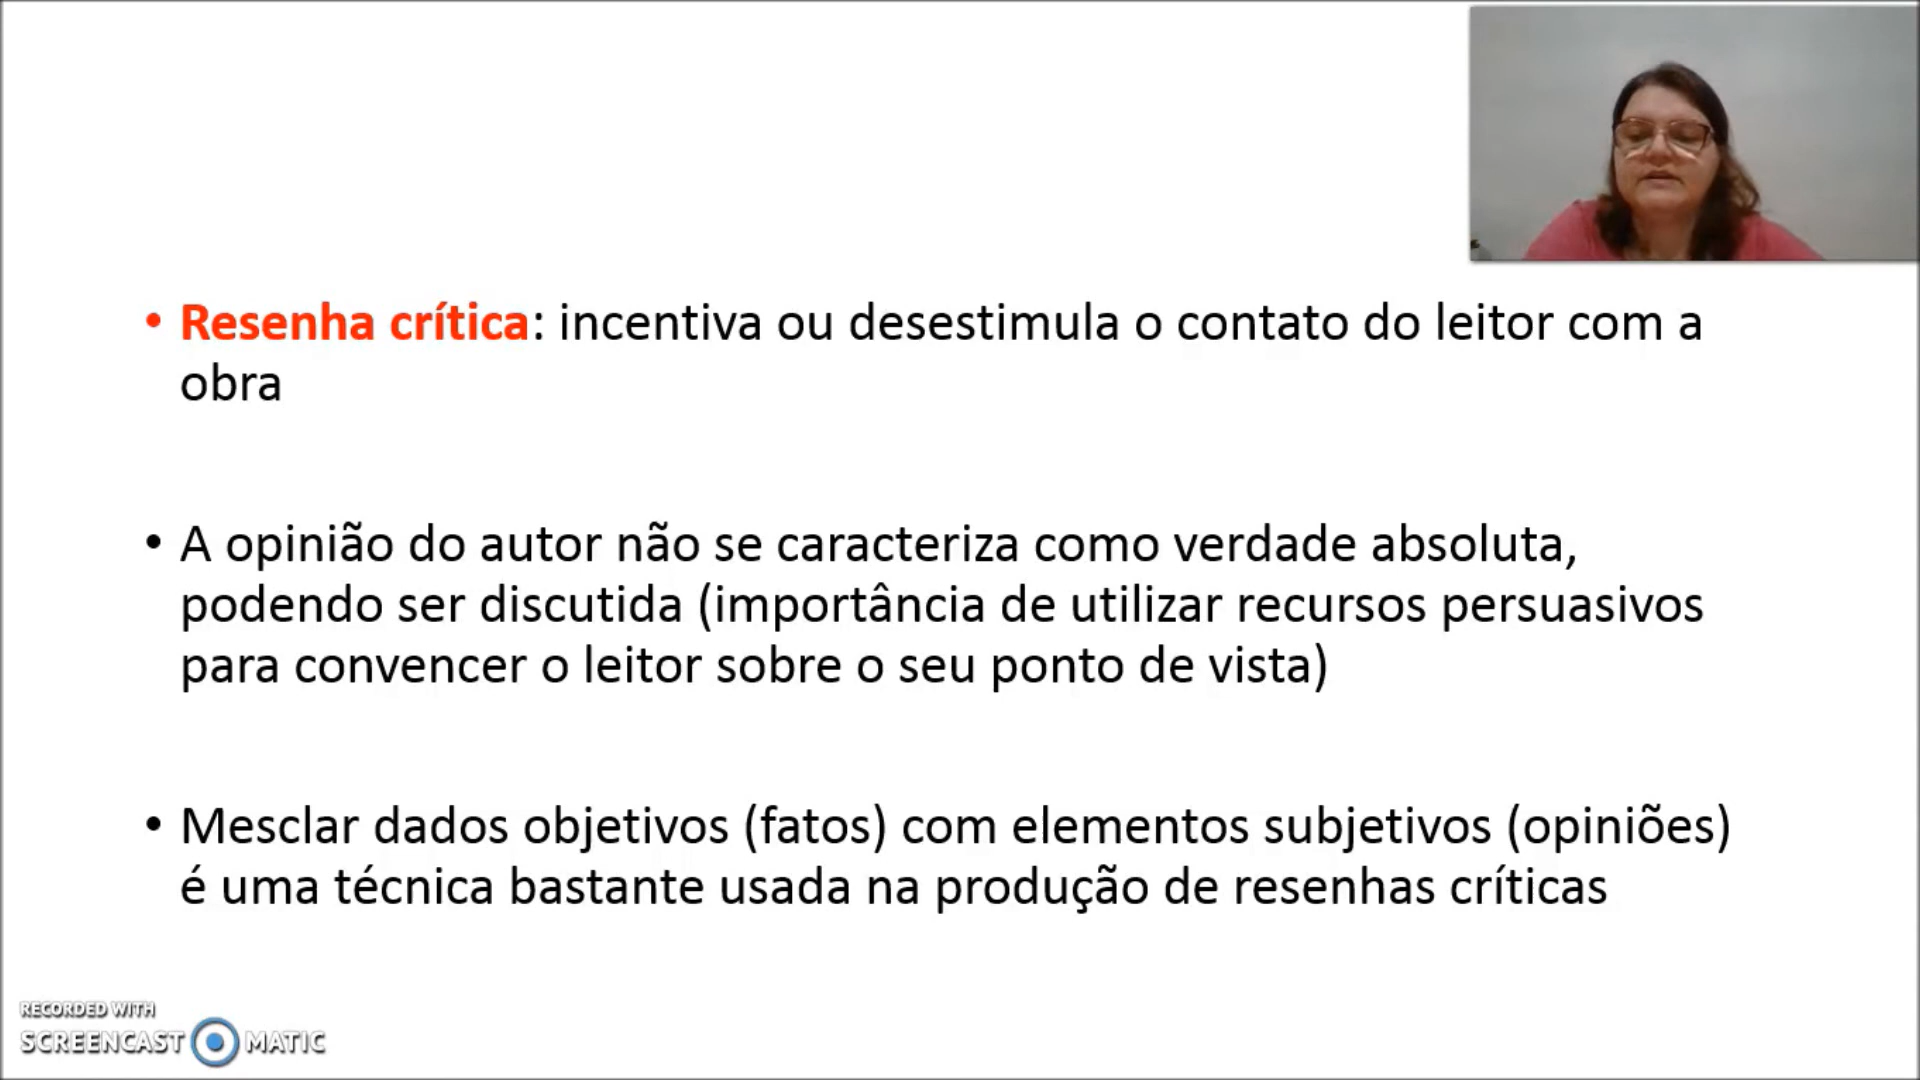 • Resenha crítica: incentiva ou desestimula o contato do leitor com a
obra
• A opinião do autor não se caracteriza como verdade absoluta,
podendo ser discutida (importância de utilizar recursos persuasivos
para convencer o leitor sobre o seu ponto de vista)
• Mesclar dados objetivos (fatos) com elementos subjetivos (opiniões)
é uma técnica bastante usada na produção de resenhas críticas
RECORDED WITH
SCREENCAST MATIC